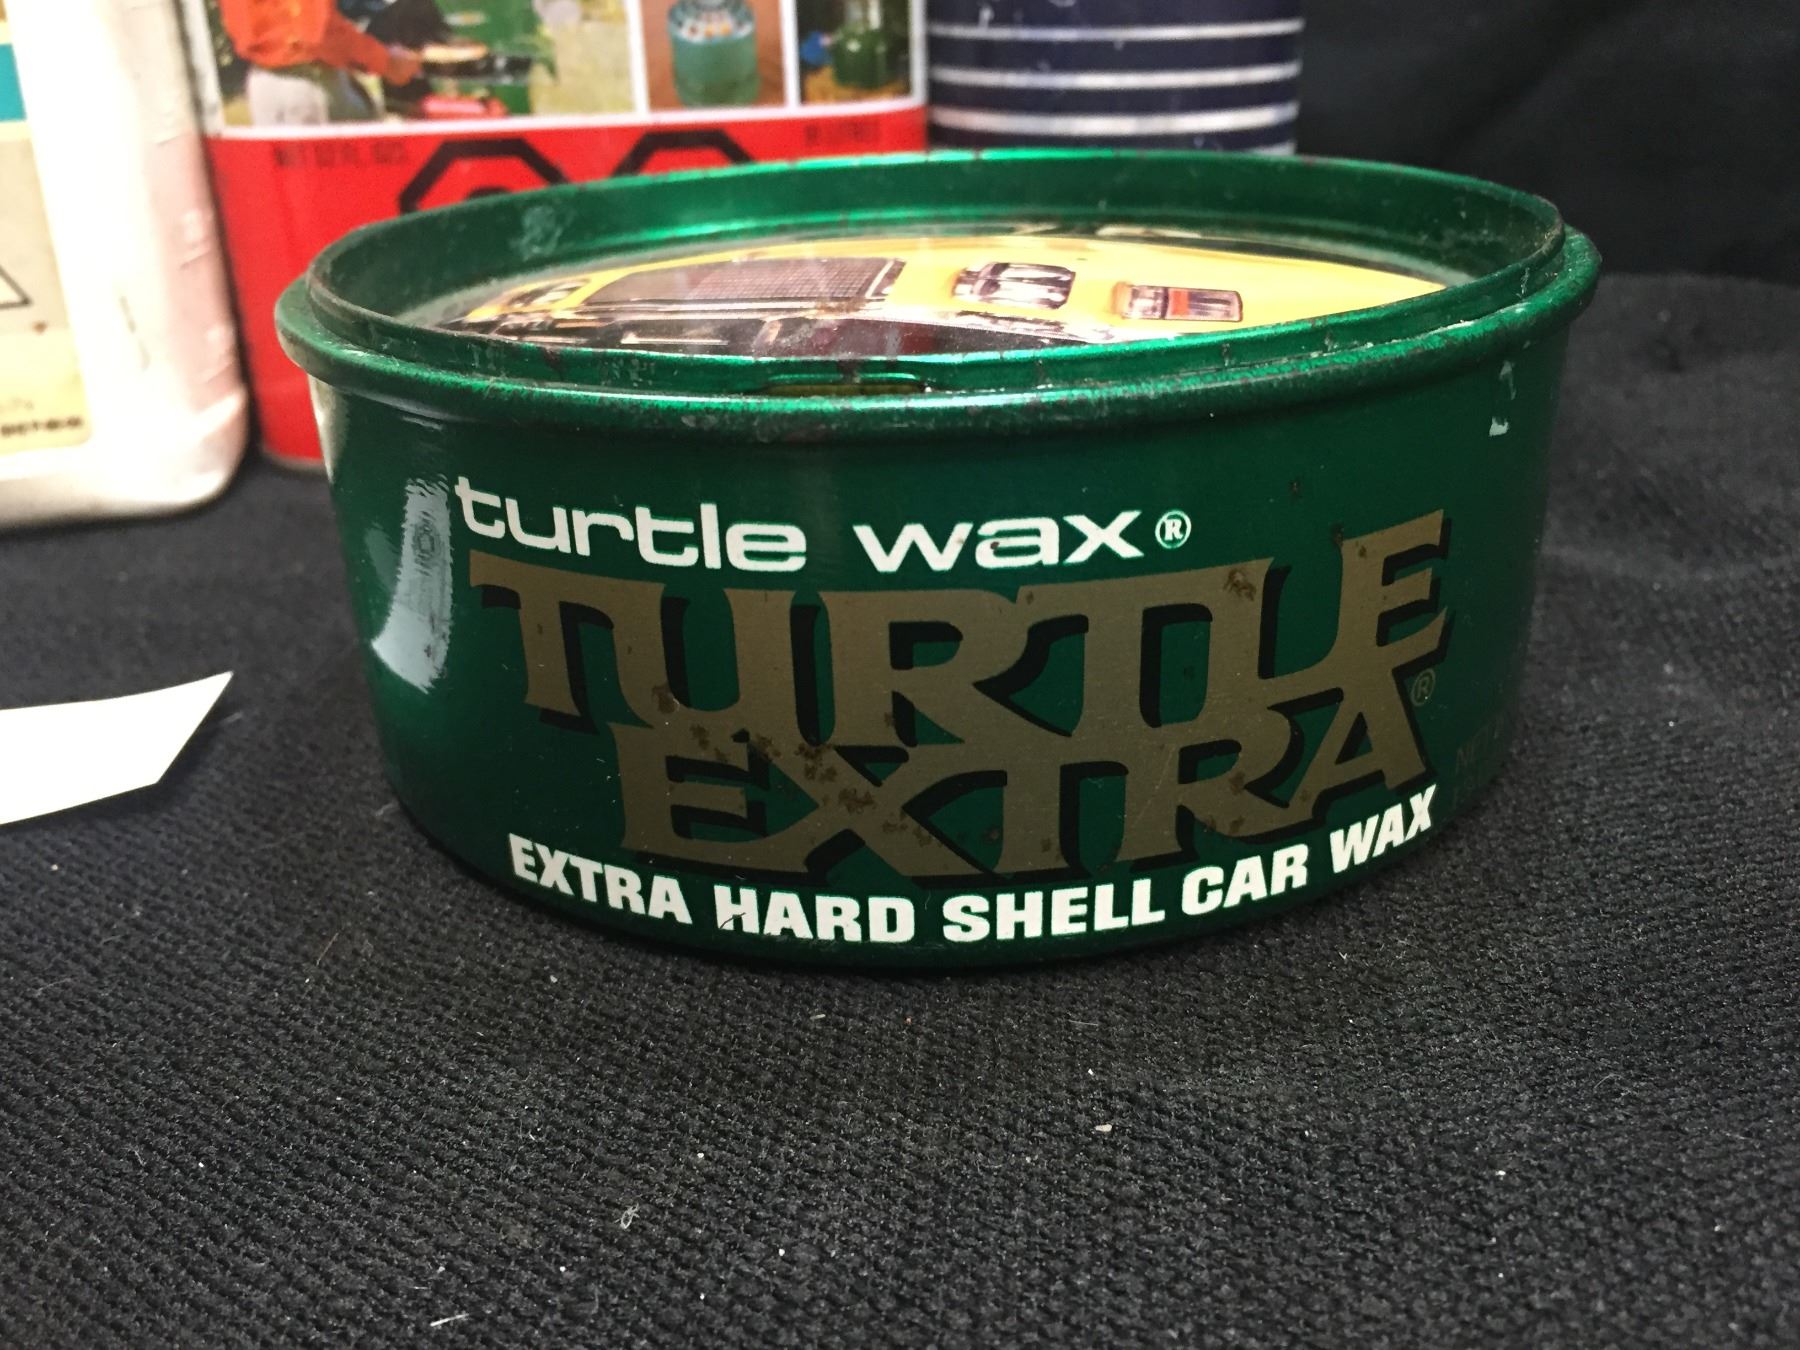 turtle wax®
TURTLE
EXTRA®
EXTRA HARD SHELL CAR WAX